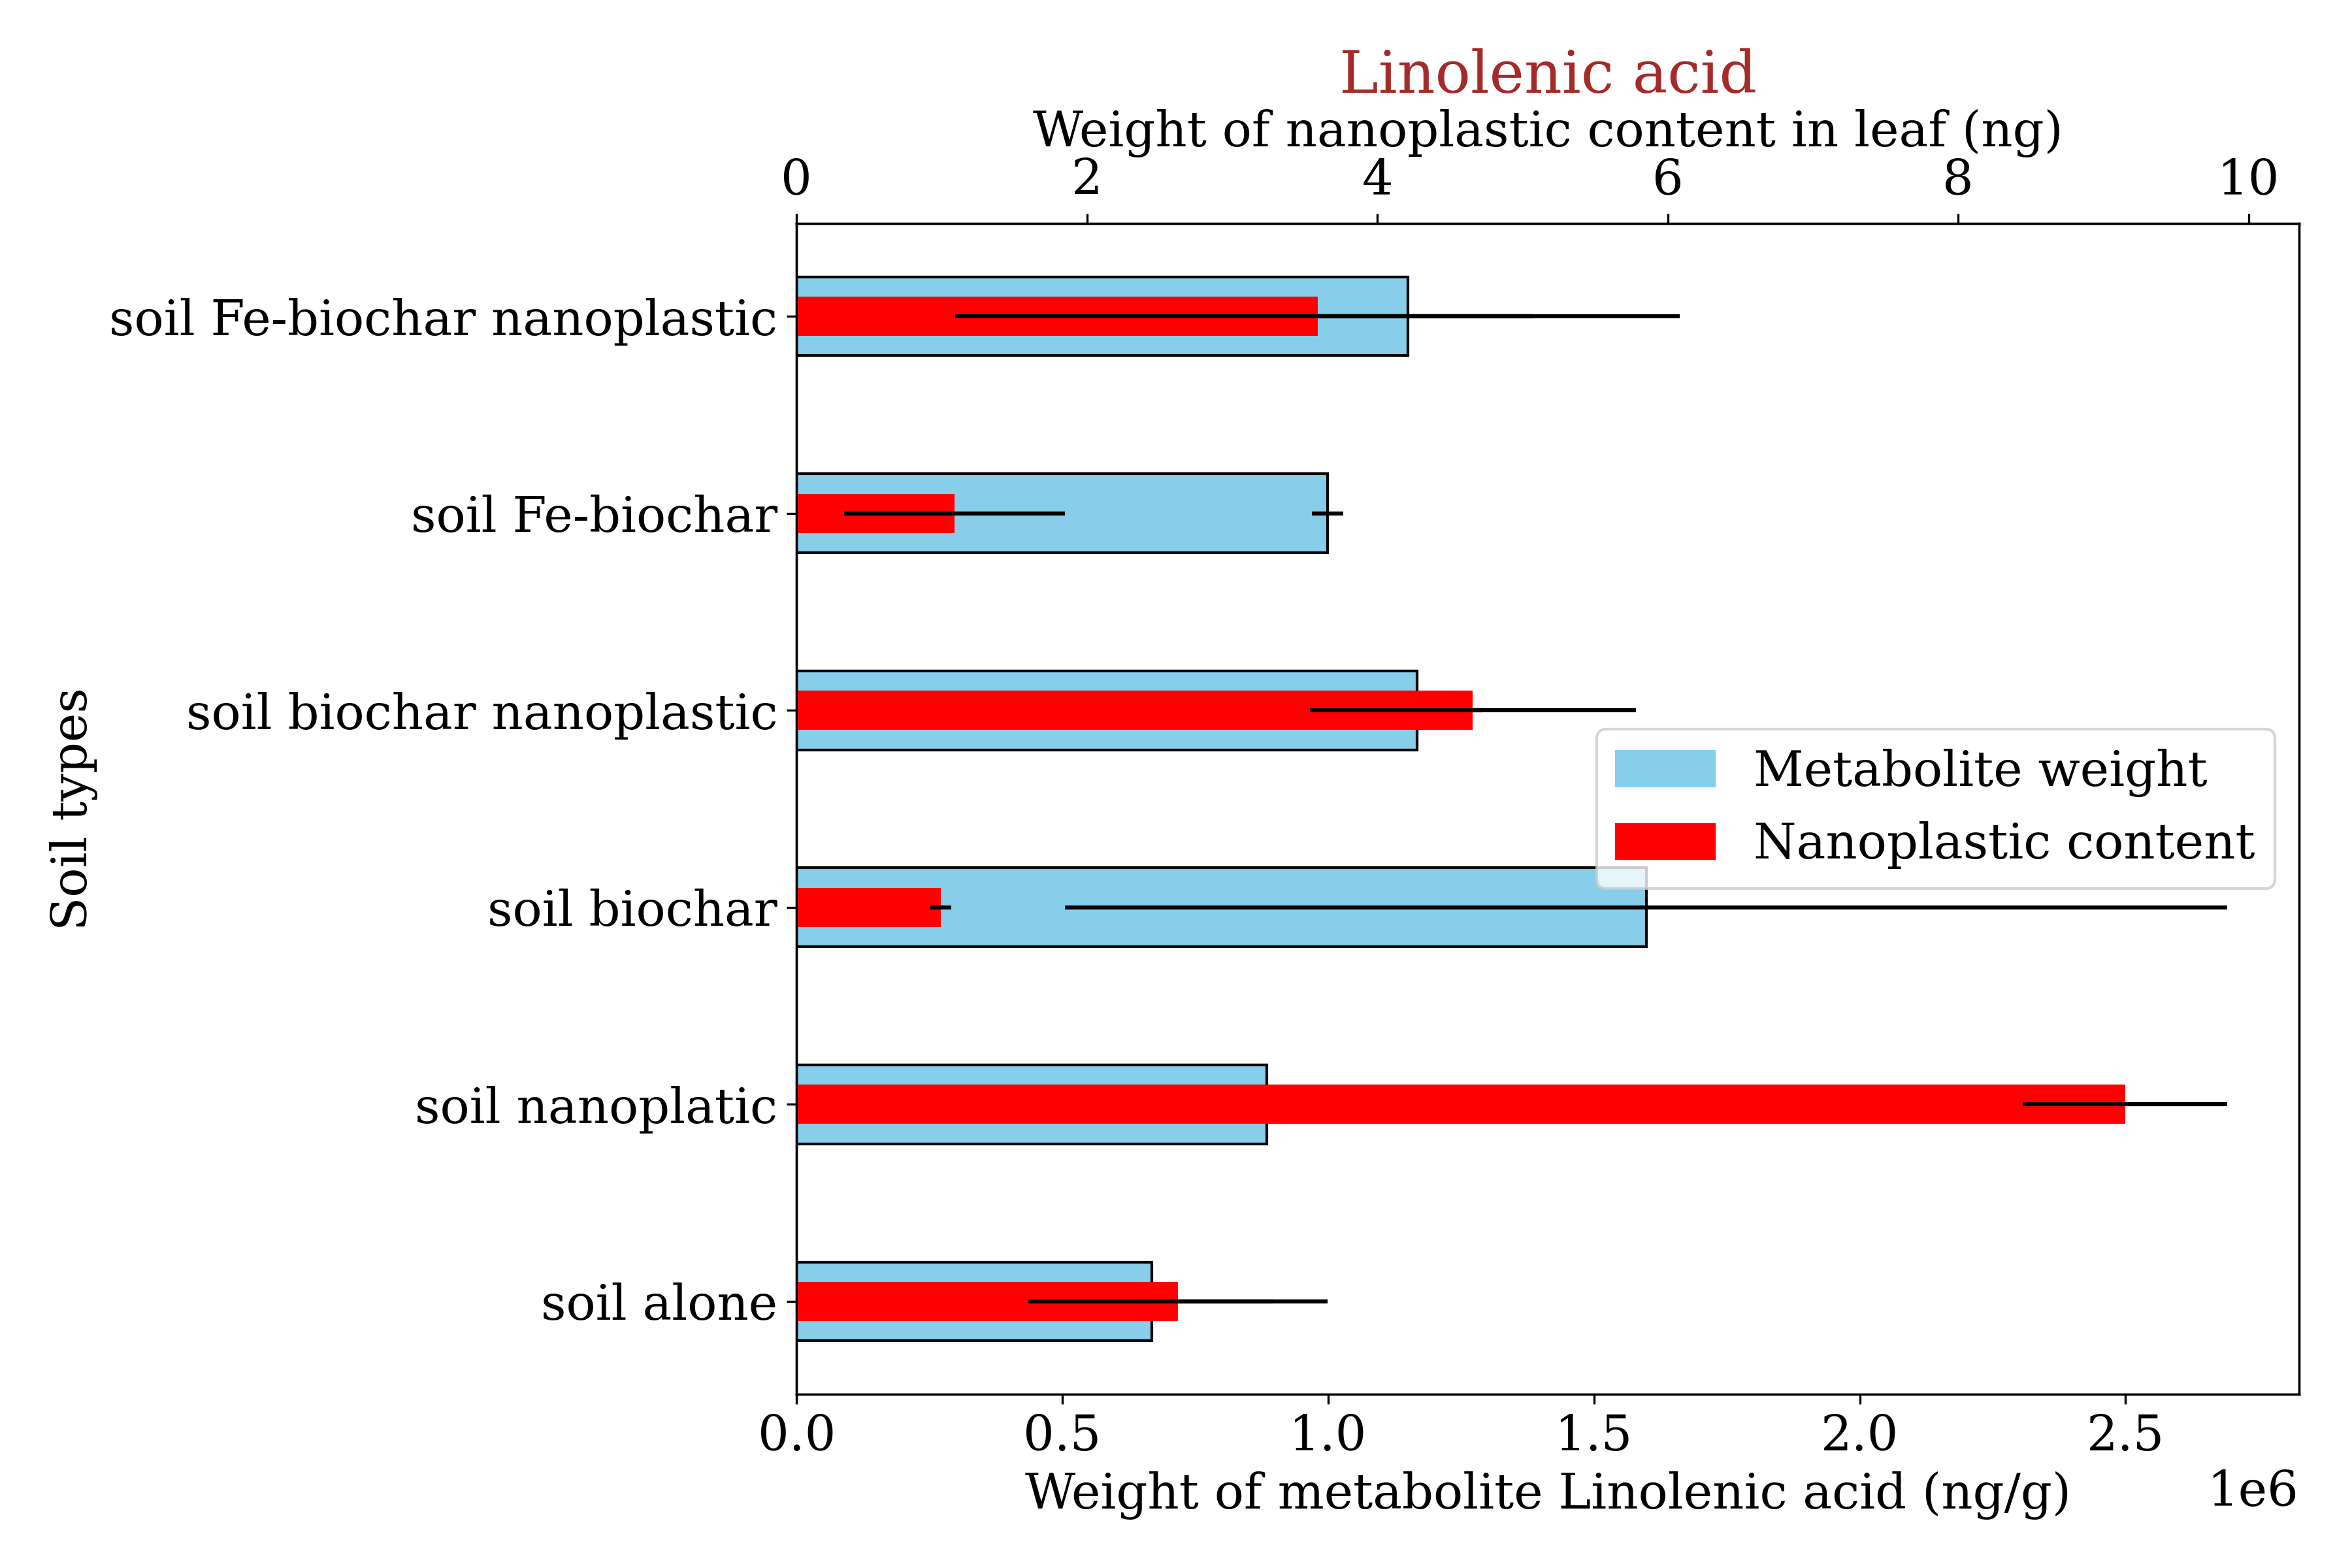 Linolenic acid
Weight of nanoplastic content in leaf (ng)
0 2 4 6 8 10
soil Fe-biochar nanoplastic
soil Fe-biochar
soil biochar nanoplastic
soil biochar
soil nanoplatic
soil alone
Soil types
Metabolite weight
Nanoplastic content
0.0 0.5 1.0 1.5 2.0 2.5
Weight of metabolite Linolenic acid (ng/g)
1e6